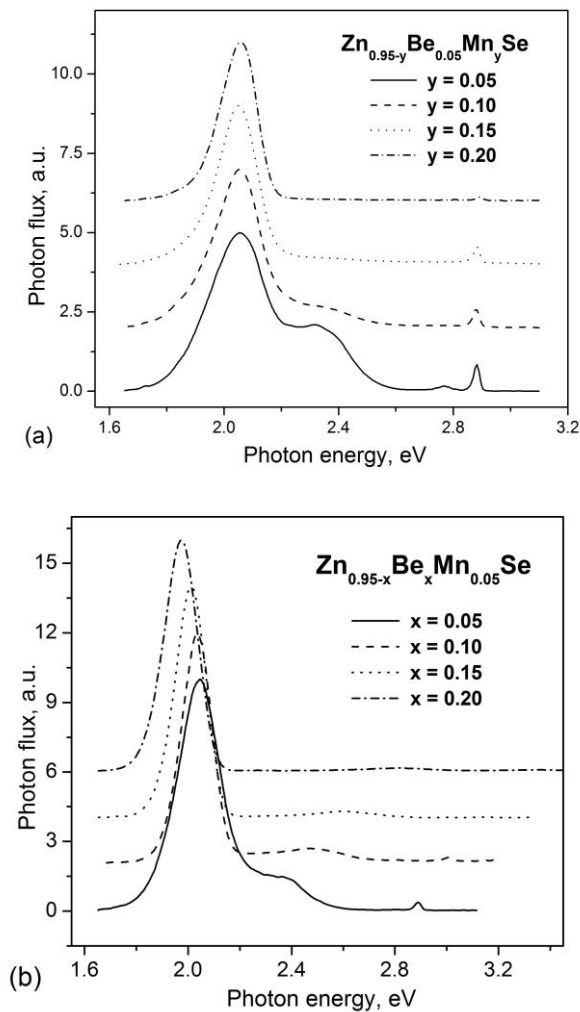 Zn0.95-yBe0.05MnySe
y = 0.05
y = 0.10
y = 0.15
y = 0.20
10.0
7.5
5.0
2.5
0.0
Photon flux, a.u.
1.6
2.0
2.4
2.8
3.2
Photon energy, eV
(a)
Zn0.95-xBexMn0.05Se
x = 0.05
x = 0.10
x = 0.15
x = 0.20
15
12
9
6
3
0
Photon flux, a.u.
1.6
2.0
2.4
2.8
3.2
Photon energy, eV
(b)